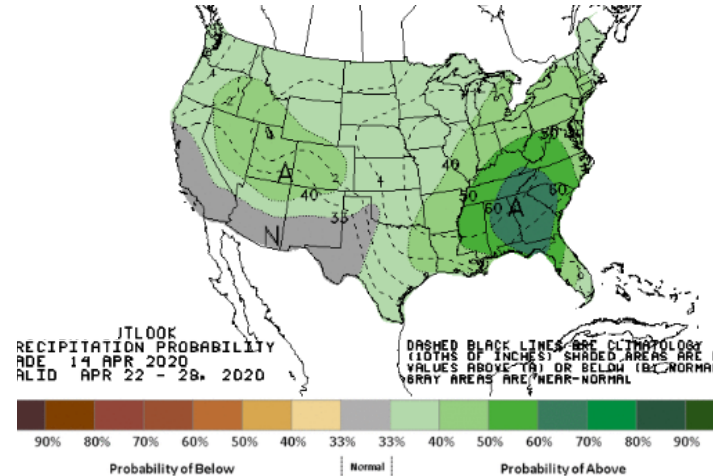 A
40
33
N
40
50
60
A
50
60
JTLOOK
RECIPITATION PROBABILITY
ADE 14 APR 2020
ALID APR 22 - 28, 2020
DASHED BLACK LINES ARE CLIMATOLOGY
(10THS OF INCHES) SHADED AREAS ARE
VALUES ABOVE (A) OR BELOW (B) NORMA
GRAY AREAS ARE NEAR-NORMAL
90% 80% 70% 60% 50% 40% 33% 33% 40% 50% 60% 70% 80% 90%
Probability of Below Normal Probability of Above